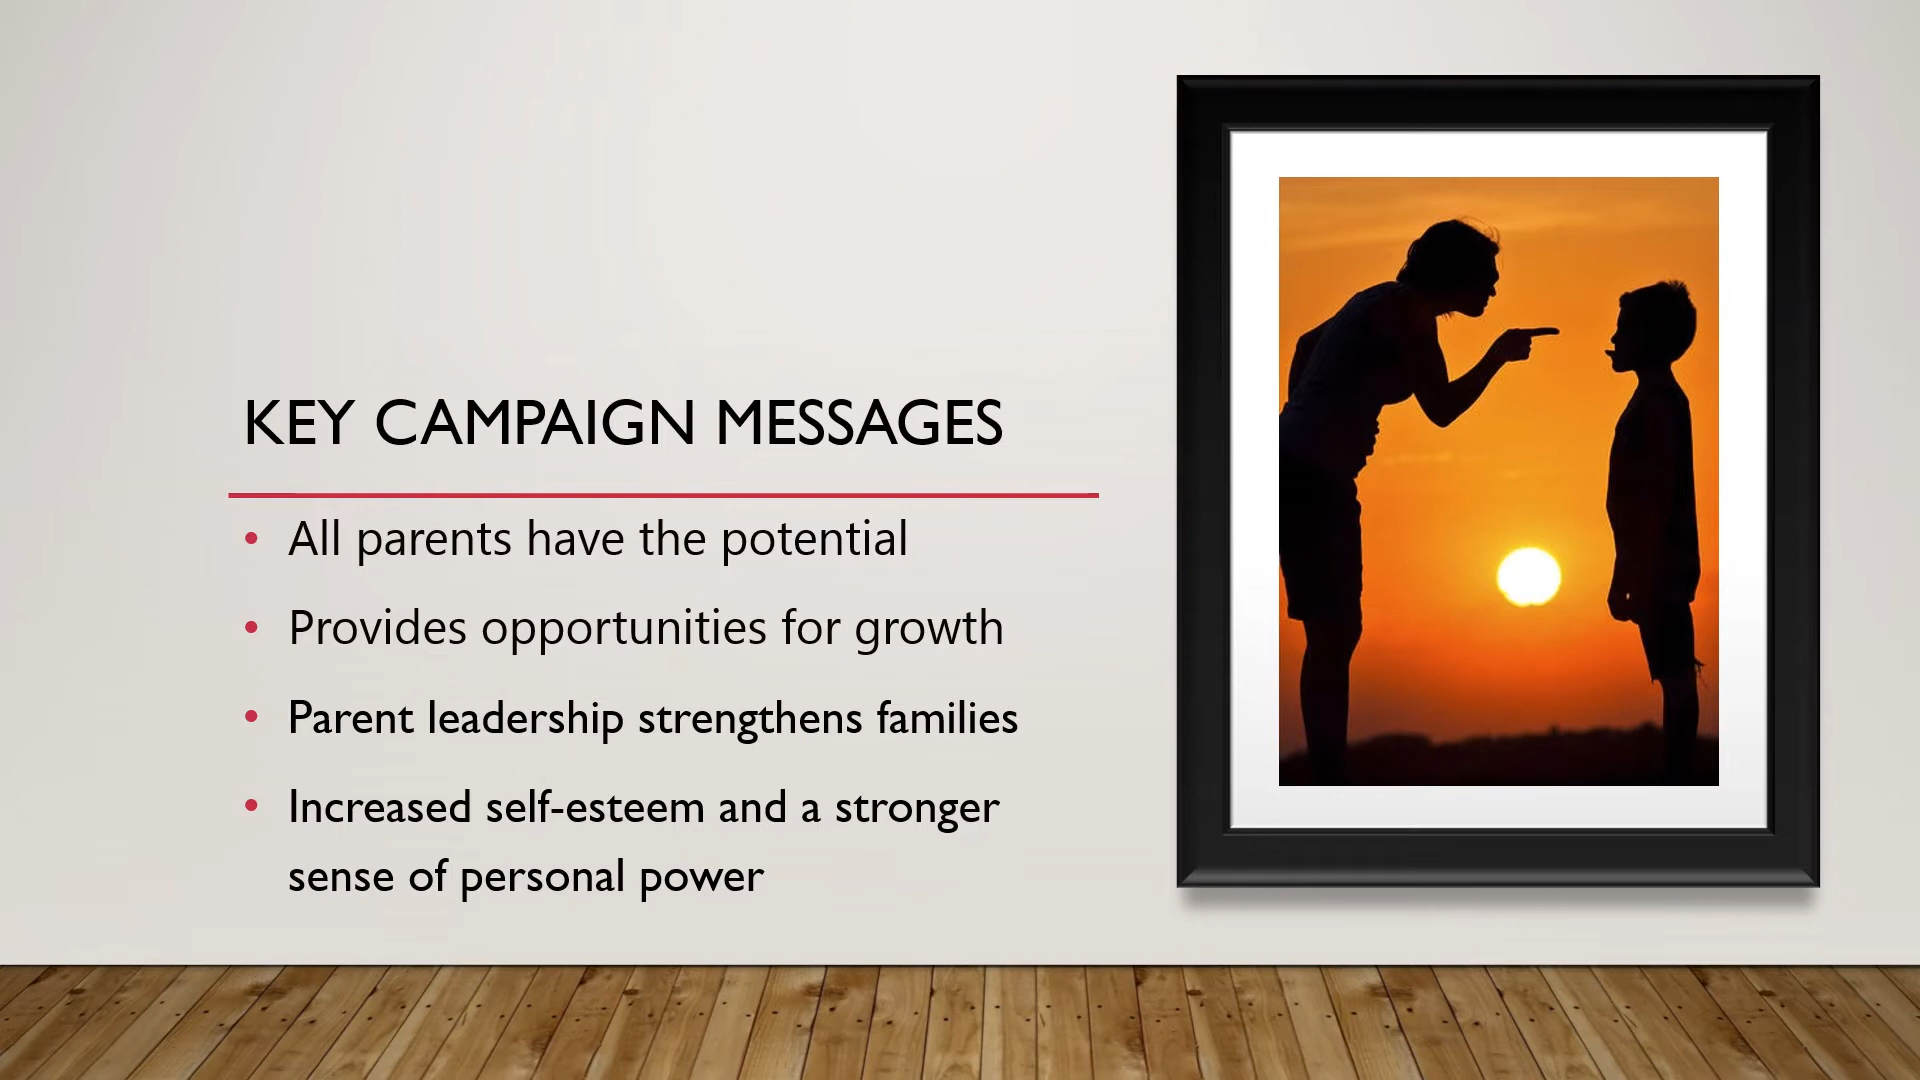 KEY CAMPAIGN MESSAGES
• All parents have the potential
• Provides opportunities for growth
• Parent leadership strengthens families
• Increased self-esteem and a stronger
sense of personal power